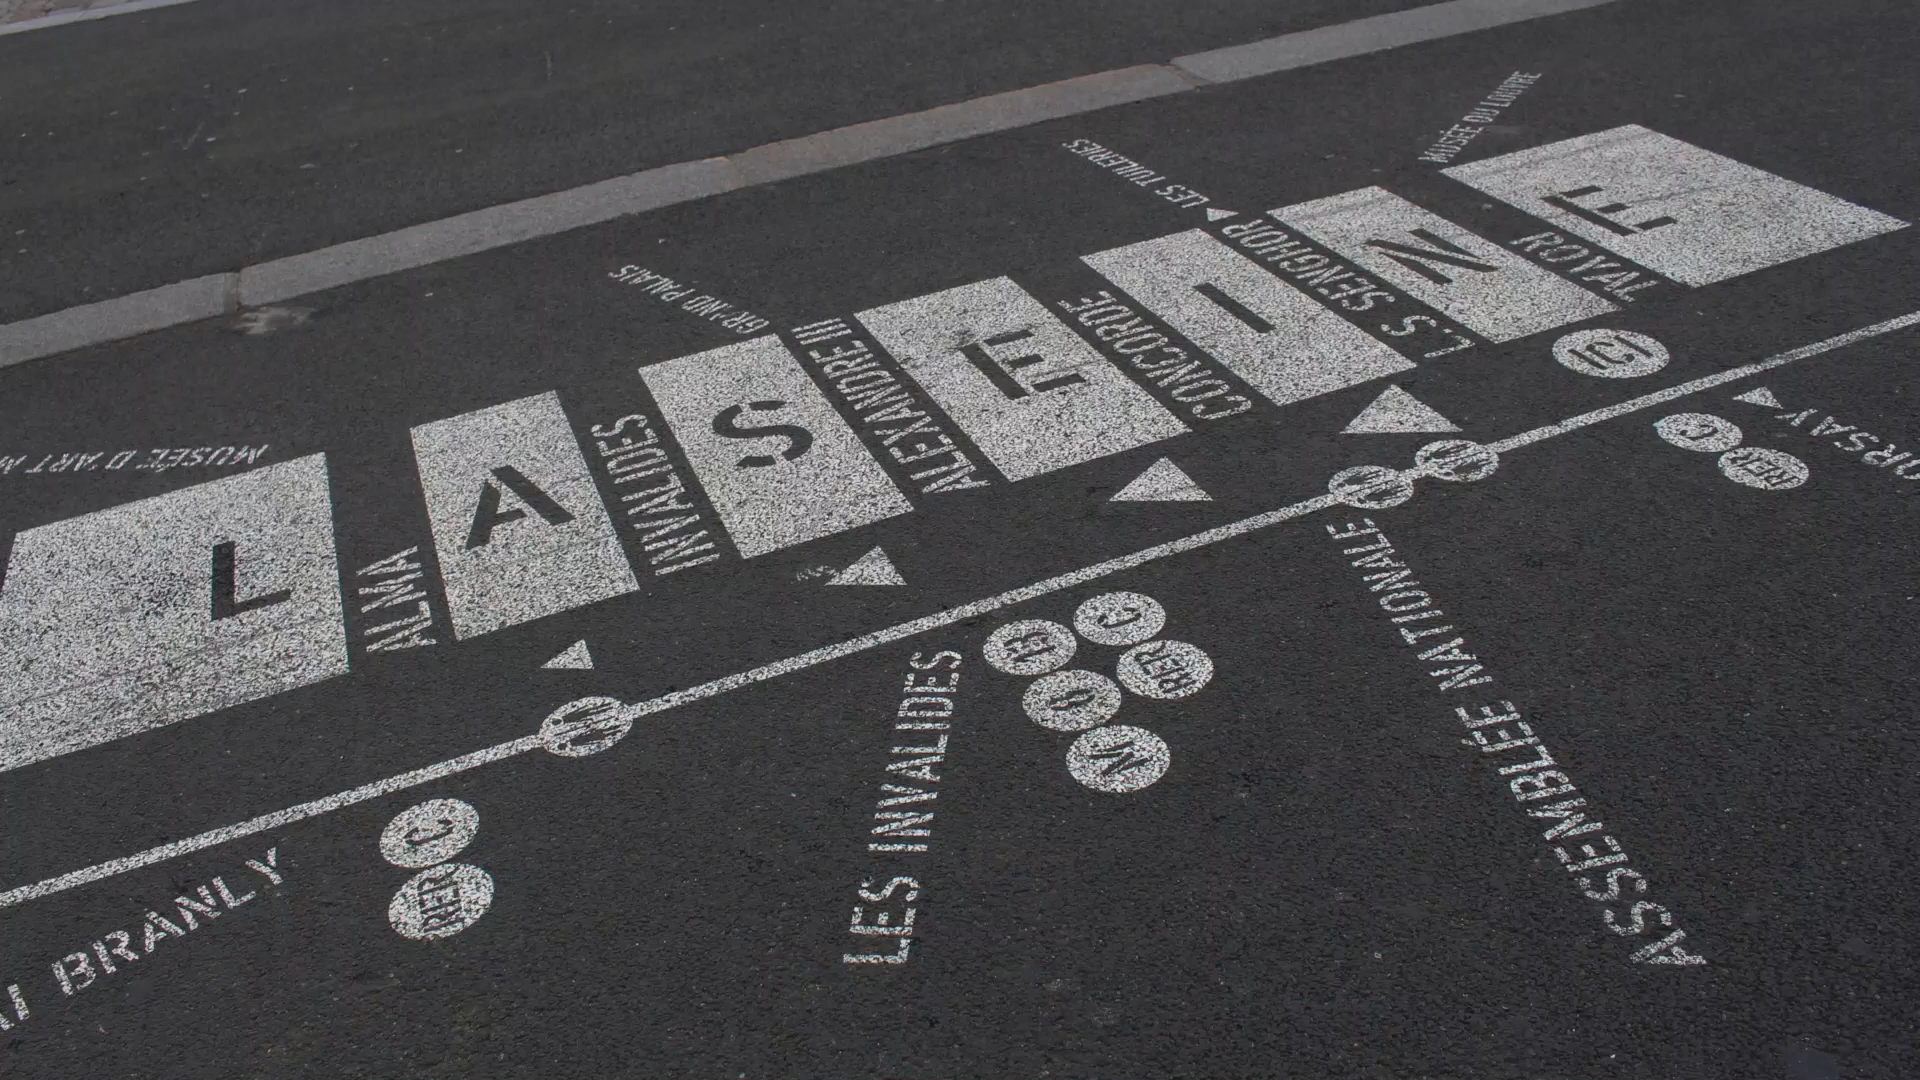 MUSÉE DU LOUVRE
LES TUILERIES
GRAND PALAIS
MUSÉE D'ART M
L A S E I N E
ALMA
INVALIDES
ALEXANDRE III
CONCORDE
L.S. SENGHOR
ROYAL
ICI
ORSAY
C
RER
ASSEMBLÉE NATIONALE
LES INVALIDES
13
C
8
RER
M
C
RER
AI BRANLY